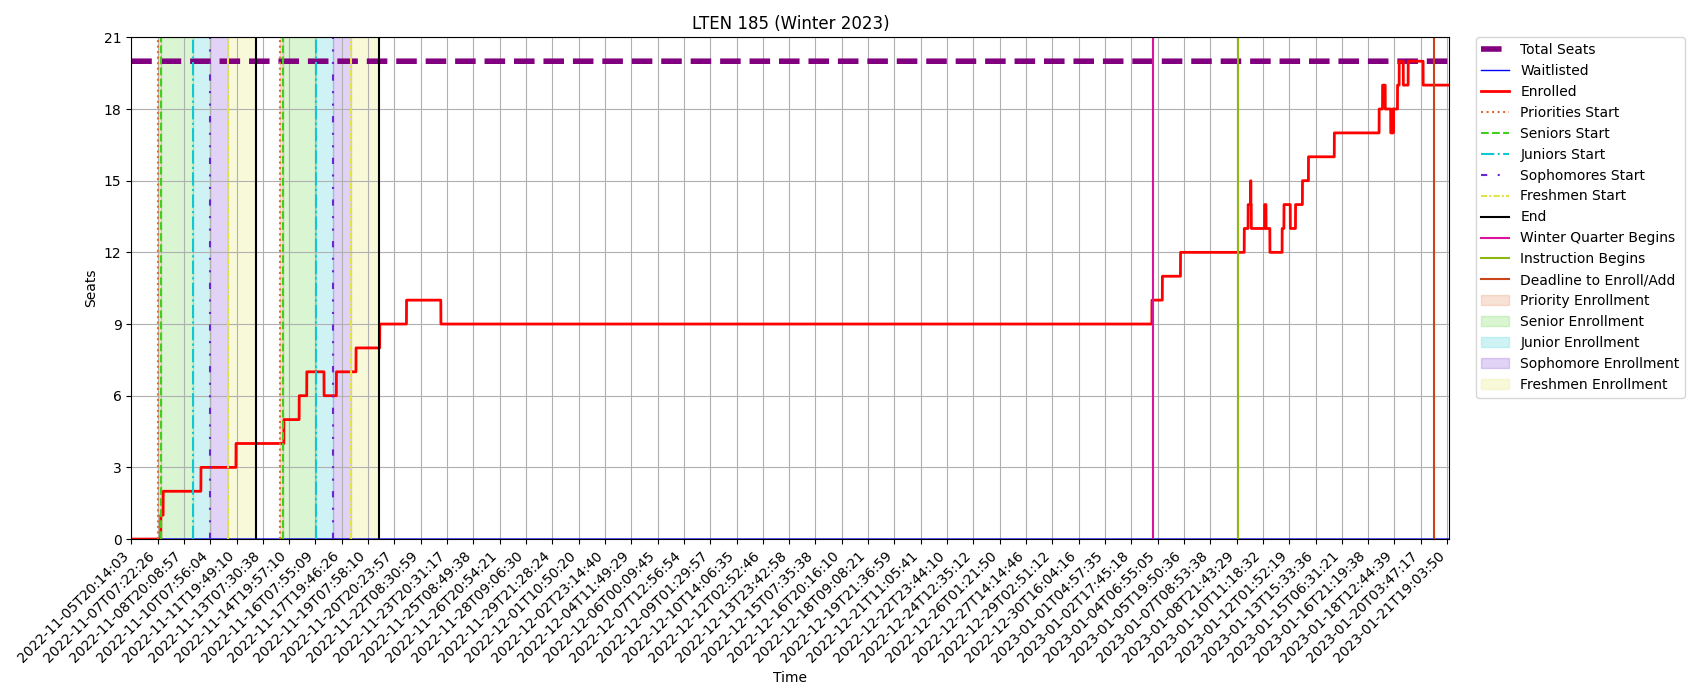 LTEN 185 (Winter 2023)
21
18
15
12
9
6
3
0
Seats
2022-11-05T20:14:03
2022-11-07T07:22:26
2022-11-08T20:08:57
2022-11-10T07:56:04
2022-11-11T19:49:10
2022-11-13T07:30:38
2022-11-14T19:57:10
2022-11-16T07:55:09
2022-11-17T19:46:26
2022-11-19T07:58:10
2022-11-20T20:23:57
2022-11-22T08:30:59
2022-11-23T20:31:17
2022-11-25T08:49:38
2022-11-26T20:54:21
2022-11-28T09:06:30
2022-11-29T21:28:24
2022-12-01T10:50:20
2022-12-02T23:14:40
2022-12-04T11:49:29
2022-12-06T00:09:45
2022-12-07T12:56:54
2022-12-09T01:29:57
2022-12-10T14:06:35
2022-12-12T02:52:46
2022-12-13T23:42:58
2022-12-15T07:35:38
2022-12-16T20:16:10
2022-12-18T09:08:21
2022-12-19T21:36:59
2022-12-21T11:05:41
2022-12-22T23:44:10
2022-12-24T12:35:12
2022-12-26T01:21:50
2022-12-27T14:14:46
2022-12-29T02:51:12
2022-12-30T16:04:16
2023-01-01T04:57:35
2023-01-02T17:45:18
2023-01-04T06:55:05
2023-01-05T19:50:36
2023-01-07T08:53:38
2023-01-08T21:43:29
2023-01-10T11:18:32
2023-01-12T01:52:19
2023-01-13T15:33:36
2023-01-15T06:31:21
2023-01-16T21:19:38
2023-01-18T12:44:39
2023-01-20T03:47:17
2023-01-21T19:03:50
Time
Total Seats
Waitlisted
Enrolled
Priorities Start
Seniors Start
Juniors Start
Sophomores Start
Freshmen Start
End
Winter Quarter Begins
Instruction Begins
Deadline to Enroll/Add
Priority Enrollment
Senior Enrollment
Junior Enrollment
Sophomore Enrollment
Freshmen Enrollment